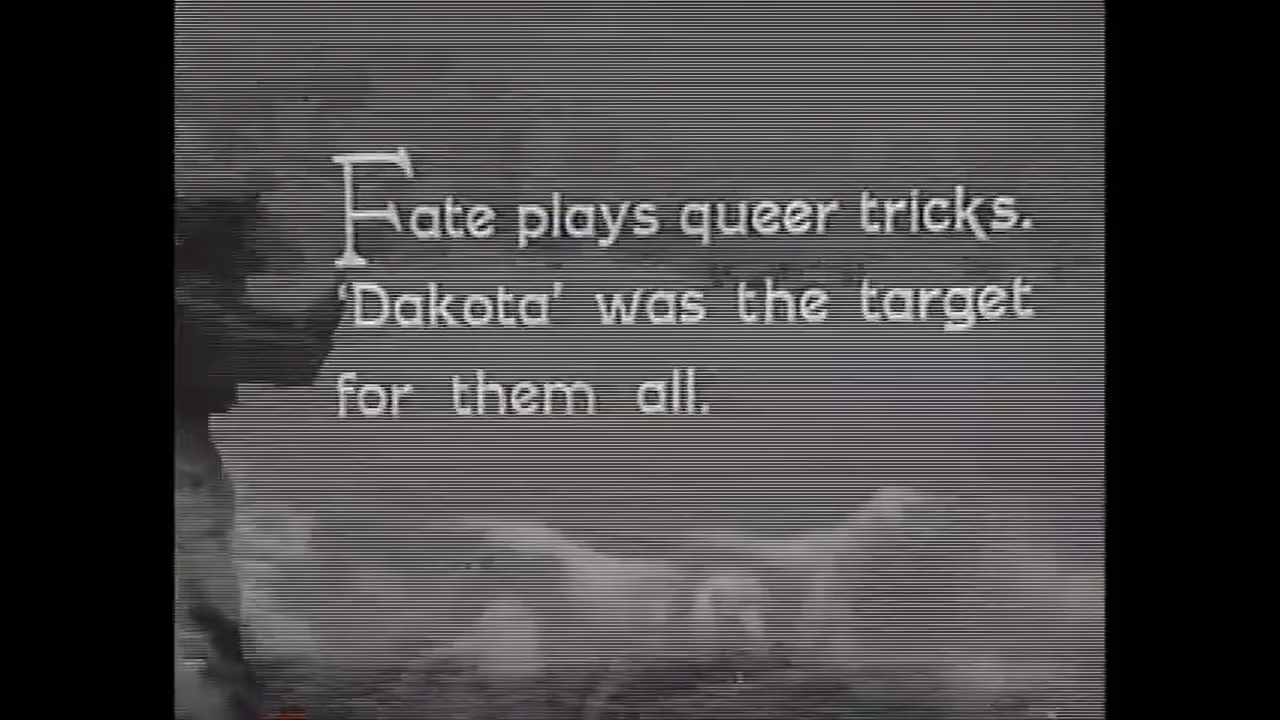 Fate plays queer tricks.
'Dakota' was the target
for them all.